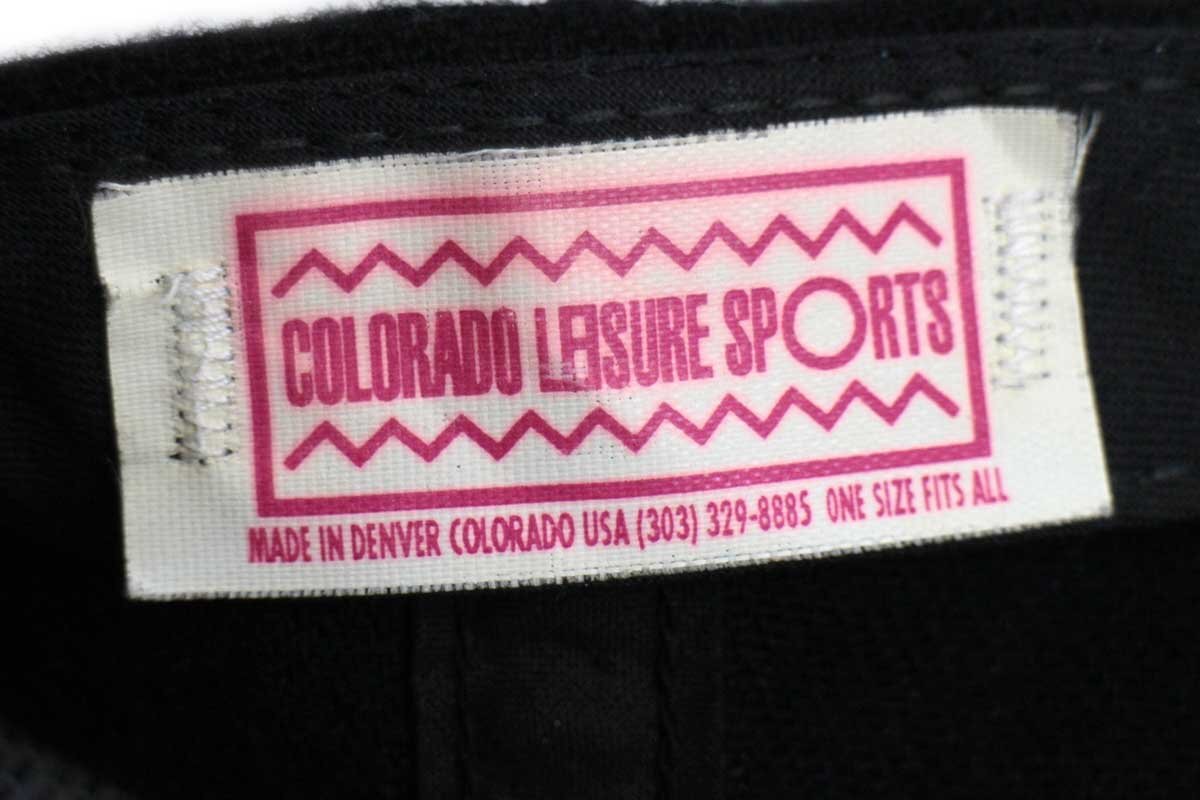 COLORADO LEISURE SPORTS
MADE IN DENVER COLORADO USA (303) 329-8885 ONE SIZE FITS ALL